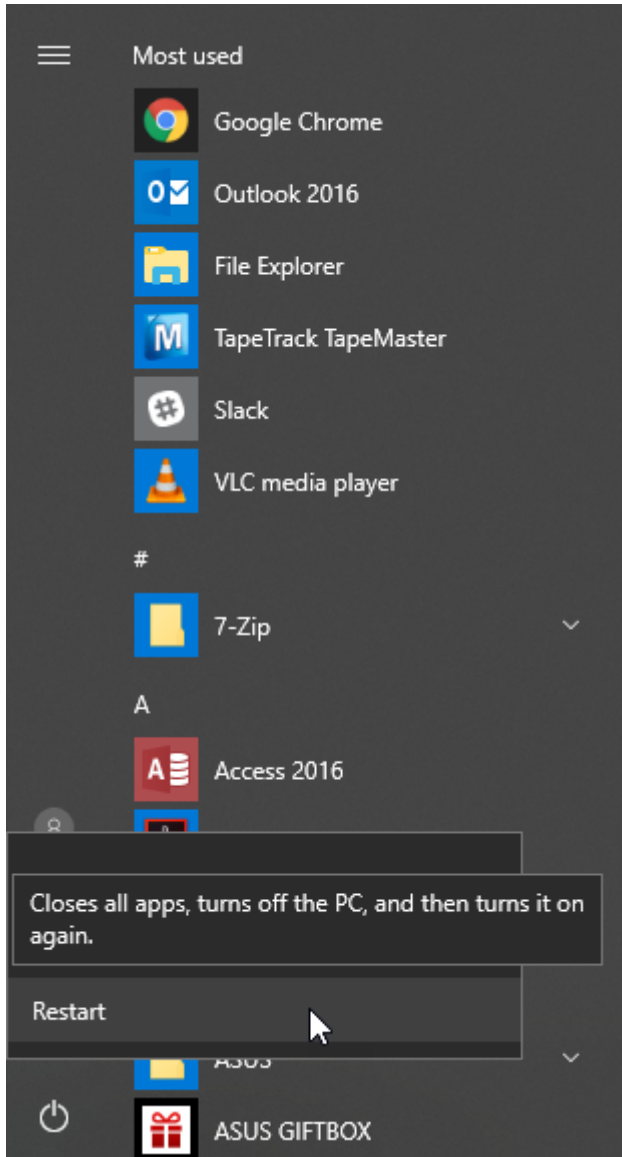 Most used
Google Chrome
Outlook 2016
File Explorer
TapeTrack TapeMaster
Slack
VLC media player
#
7-Zip
A
Access 2016
Closes all apps, turns off the PC, and then turns it on
again.
Restart
ASUS
ASUS GIFTBOX